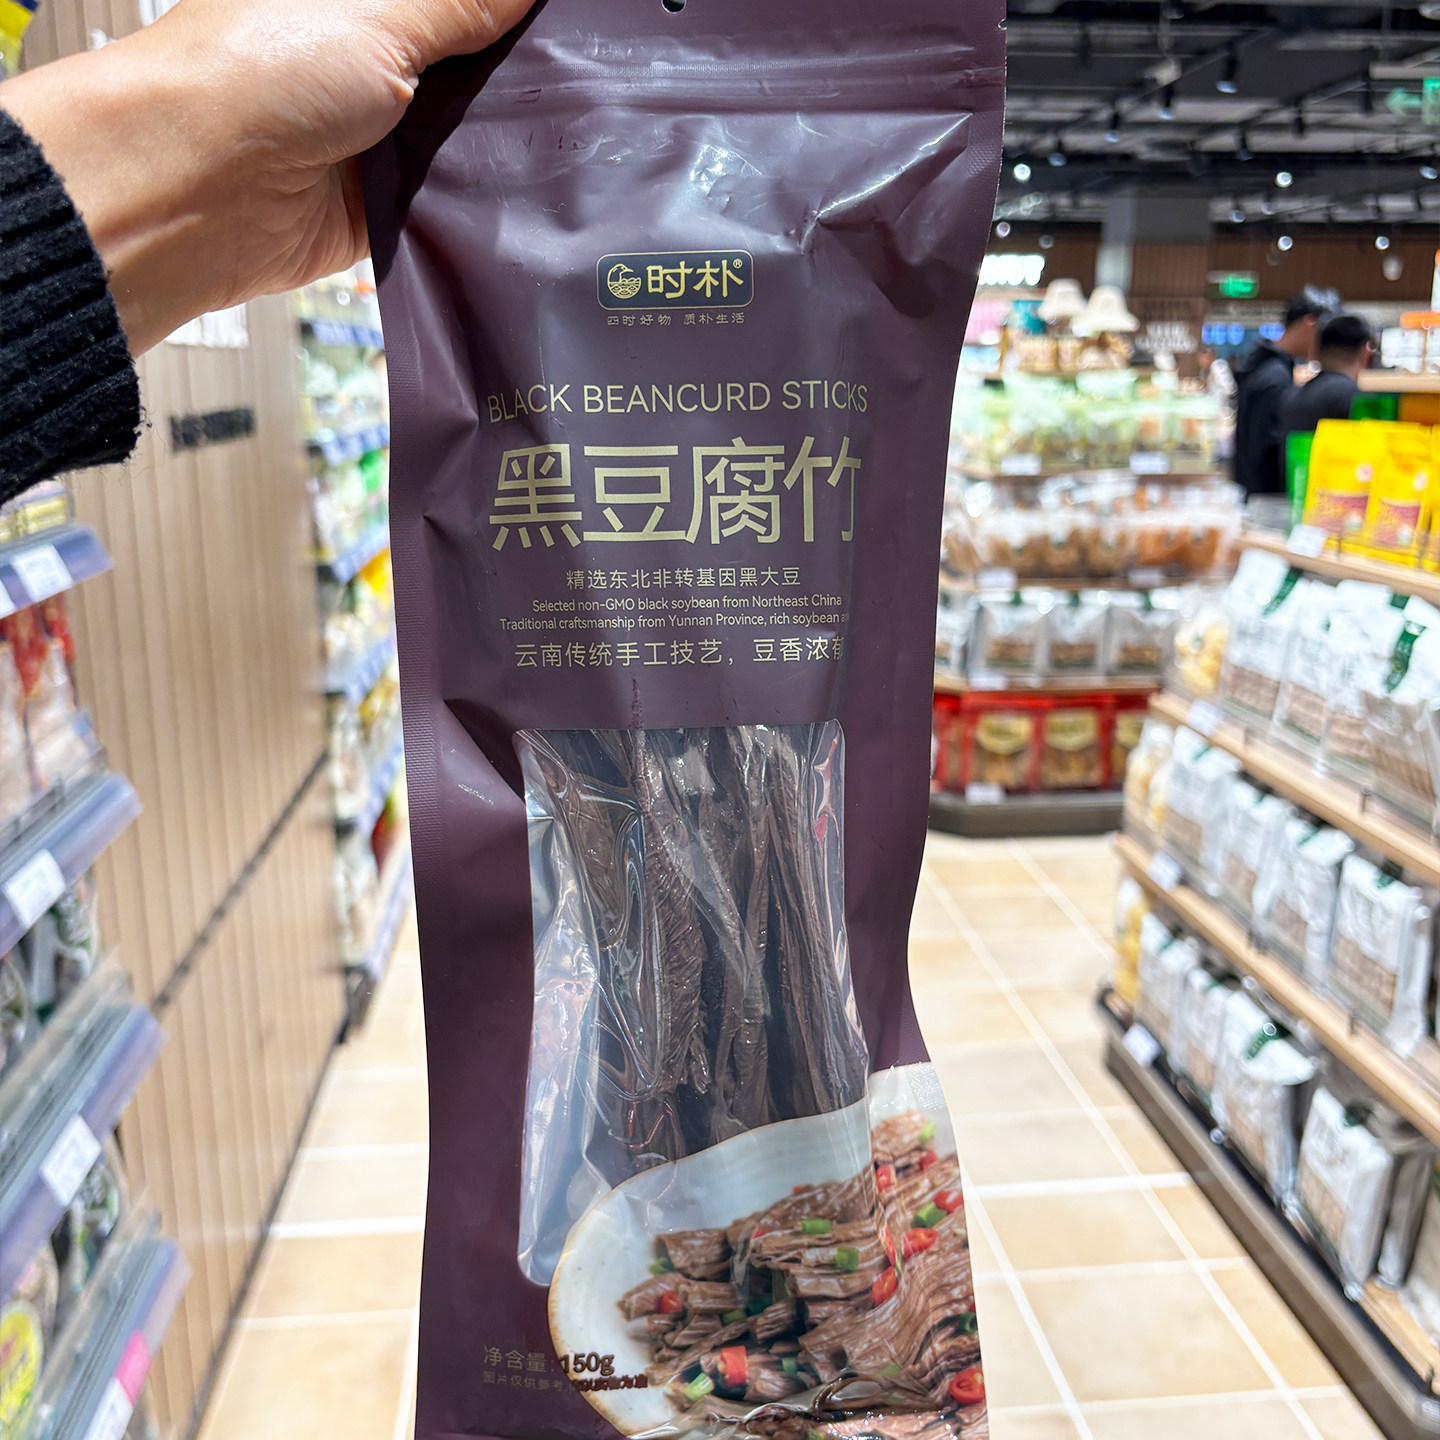 时朴®
四时好物 质朴生活
BLACK BEANCURD STICKS
黑豆腐竹
精选东北非转基因黑大豆
Selected non-GMO black soybean from Northeast China
Traditional craftsmanship from Yunnan Province, rich soybean
云南传统手工技艺，豆香浓郁
净含量：150g
图片仅供参考